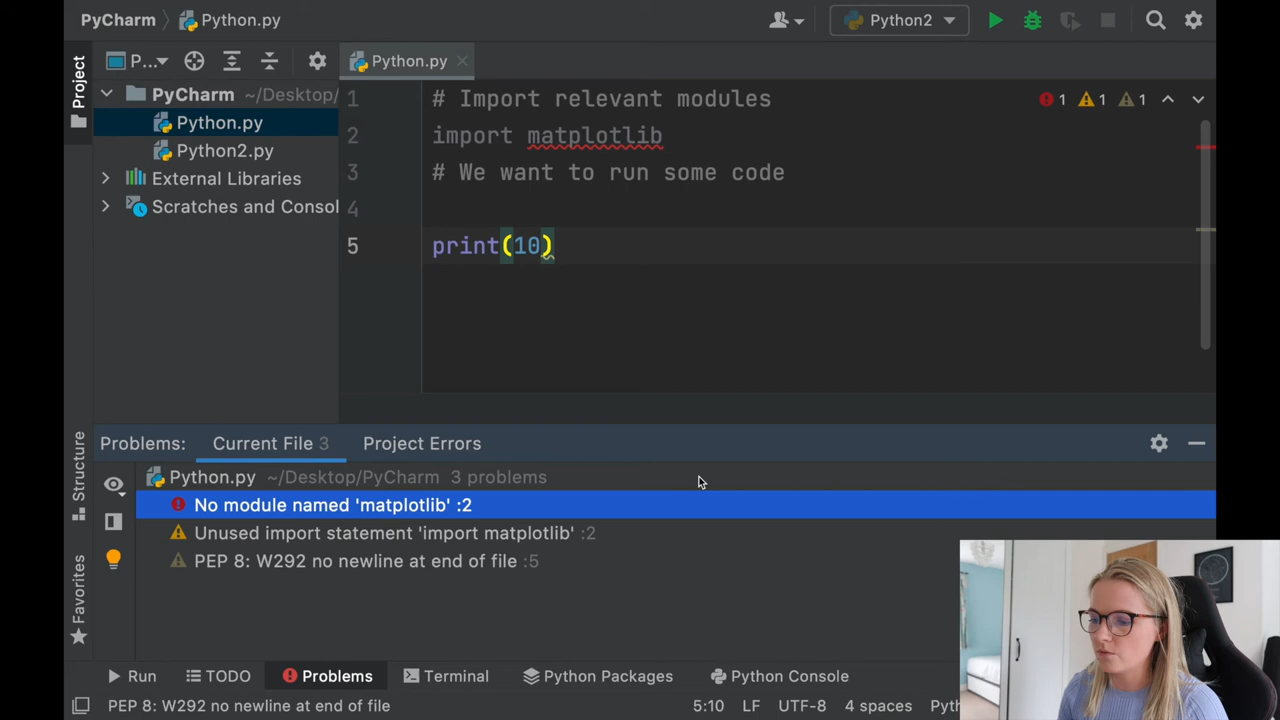 PyCharm Python.py Python2
Project P... Python.py
PyCharm ~/Desktop/
Python.py
Python2.py
External Libraries
Scratches and Consol
1 # Import relevant modules
2 import matplotlib
3 # We want to run some code
4
5 print(10)
1 1 1
Structure
Favorites
Problems: Current File 3 Project Errors
Python.py ~/Desktop/PyCharm 3 problems
No module named 'matplotlib' :2
Unused import statement 'import matplotlib' :2
PEP 8: W292 no newline at end of file :5
Run TODO Problems Terminal Python Packages Python Console
PEP 8: W292 no newline at end of file 5:10 LF UTF-8 4 spaces Pyth